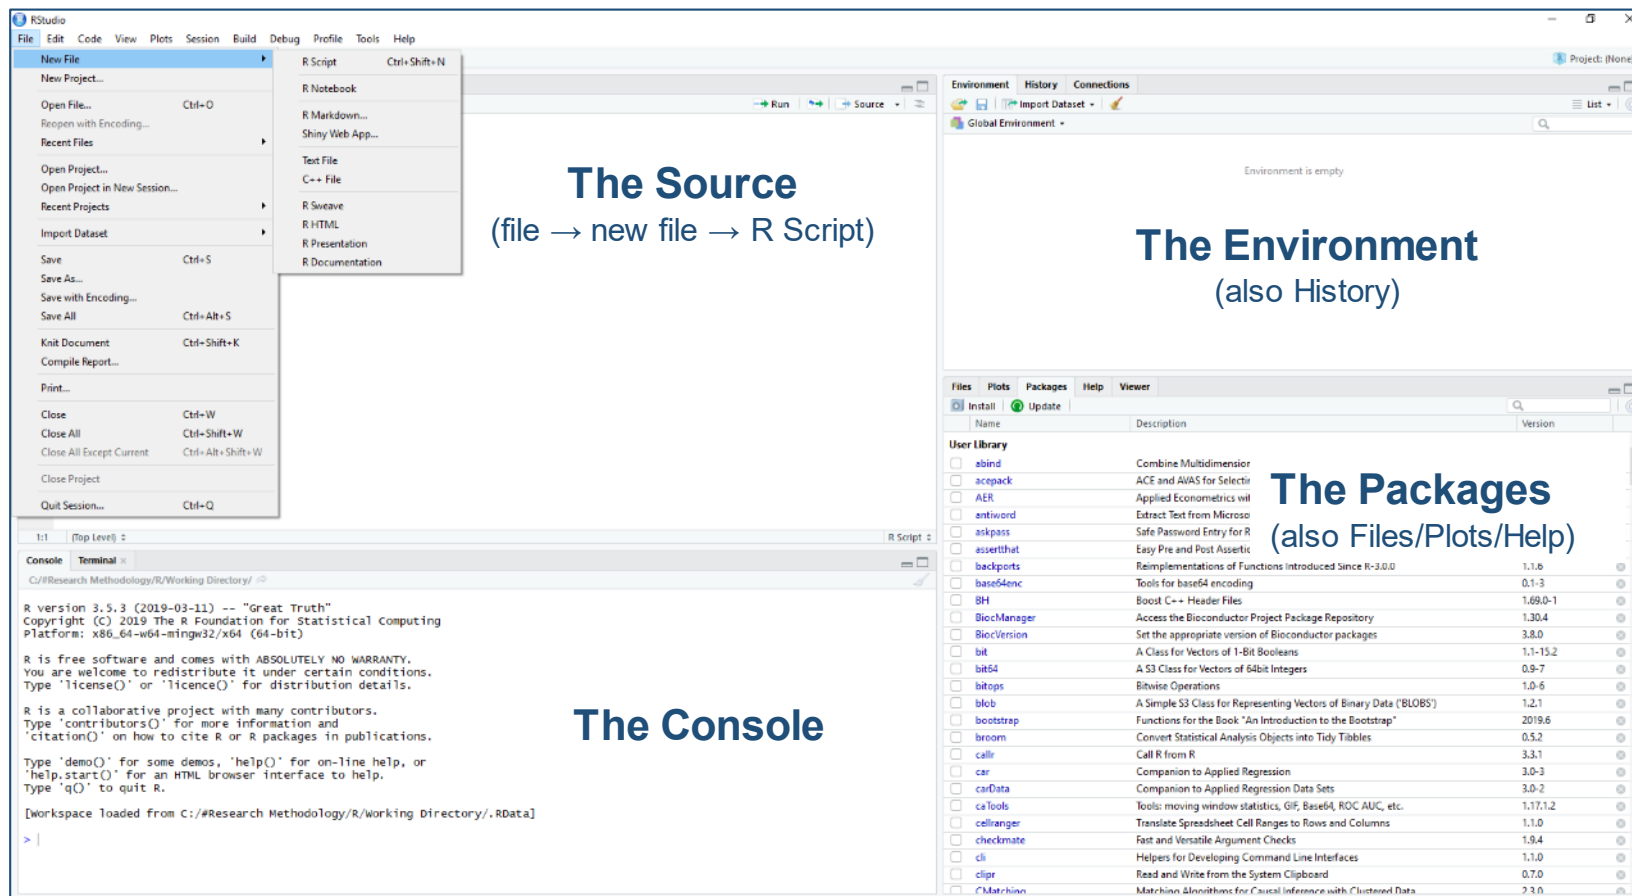 RStudio
File Edit Code View Plots Session Build Debug Profile Tools Help
Project: (None)
New File
New Project...
Open File... Ctrl+O
Reopen with Encoding...
Recent Files
Open Project...
Open Project in New Session...
Recent Projects
Import Dataset
Save Ctrl+S
Save As...
Save with Encoding...
Save All Ctrl+Alt+S
Knit Document Ctrl+Shift+K
Compile Report...
Print...
Close Ctrl+W
Close All Ctrl+Shift+W
Close All Except Current Ctrl+Alt+Shift+W
Close Project
Quit Session... Ctrl+Q
R Script Ctrl+Shift+N
R Notebook
R Markdown...
Shiny Web App...
Text File
C++ File
R Sweave
R HTML
R Presentation
R Documentation
Run Source
The Source
(file → new file → R Script)
1:1 (Top Level) R Script
Console Terminal
C:/#Research Methodology/R/Working Directory/
R version 3.5.3 (2019-03-11) -- "Great Truth"
Copyright (C) 2019 The R Foundation for Statistical Computing
Platform: x86_64-w64-mingw32/x64 (64-bit)
R is free software and comes with ABSOLUTELY NO WARRANTY.
You are welcome to redistribute it under certain conditions.
Type 'license()' or 'licence()' for distribution details.
R is a collaborative project with many contributors.
Type 'contributors()' for more information and
'citation()' on how to cite R or R packages in publications.
Type 'demo()' for some demos, 'help()' for on-line help, or
'help.start()' for an HTML browser interface to help.
Type 'q()' to quit R.
[Workspace loaded from C:/#Research Methodology/R/Working Directory/.RData]
>
The Console
Environment History Connections
Import Dataset List
Global Environment
Environment is empty
The Environment
(also History)
Files Plots Packages Help Viewer
Install Update
Name Description Version
User Library
abind Combine Multidimension
acepack ACE and AVAS for Selectin
AER Applied Econometrics wit
antiword Extract Text from Microso
askpass Safe Password Entry for R
assertthat Easy Pre and Post Assertic
The Packages
(also Files/Plots/Help)
backports Reimplementations of Functions Introduced Since R-3.0.0 1.1.6
base64enc Tools for base64 encoding 0.1-3
BH Boost C++ Header Files 1.69.0-1
BiocManager Access the Bioconductor Project Package Repository 1.30.4
BiocVersion Set the appropriate version of Bioconductor packages 3.8.0
bit A Class for Vectors of 1-Bit Booleans 1.1-15.2
bit64 A S3 Class for Vectors of 64bit Integers 0.9-7
bitops Bitwise Operations 1.0-6
blob A Simple S3 Class for Representing Vectors of Binary Data ('BLOBS') 1.2.1
bootstrap Functions for the Book "An Introduction to the Bootstrap" 2019.6
broom Convert Statistical Analysis Objects into Tidy Tibbles 0.5.2
callr Call R from R 3.3.1
car Companion to Applied Regression 3.0-3
carData Companion to Applied Regression Data Sets 3.0-2
caTools Tools: moving window statistics, GIF, Base64, ROC AUC, etc. 1.17.1.2
cellranger Translate Spreadsheet Cell Ranges to Rows and Columns 1.1.0
checkmate Fast and Versatile Argument Checks 1.9.4
cli Helpers for Developing Command Line Interfaces 1.1.0
clipr Read and Write from the System Clipboard 0.7.0
CMatching Matching Algorithms for Causal Inference with Clustered Data 2.3.0